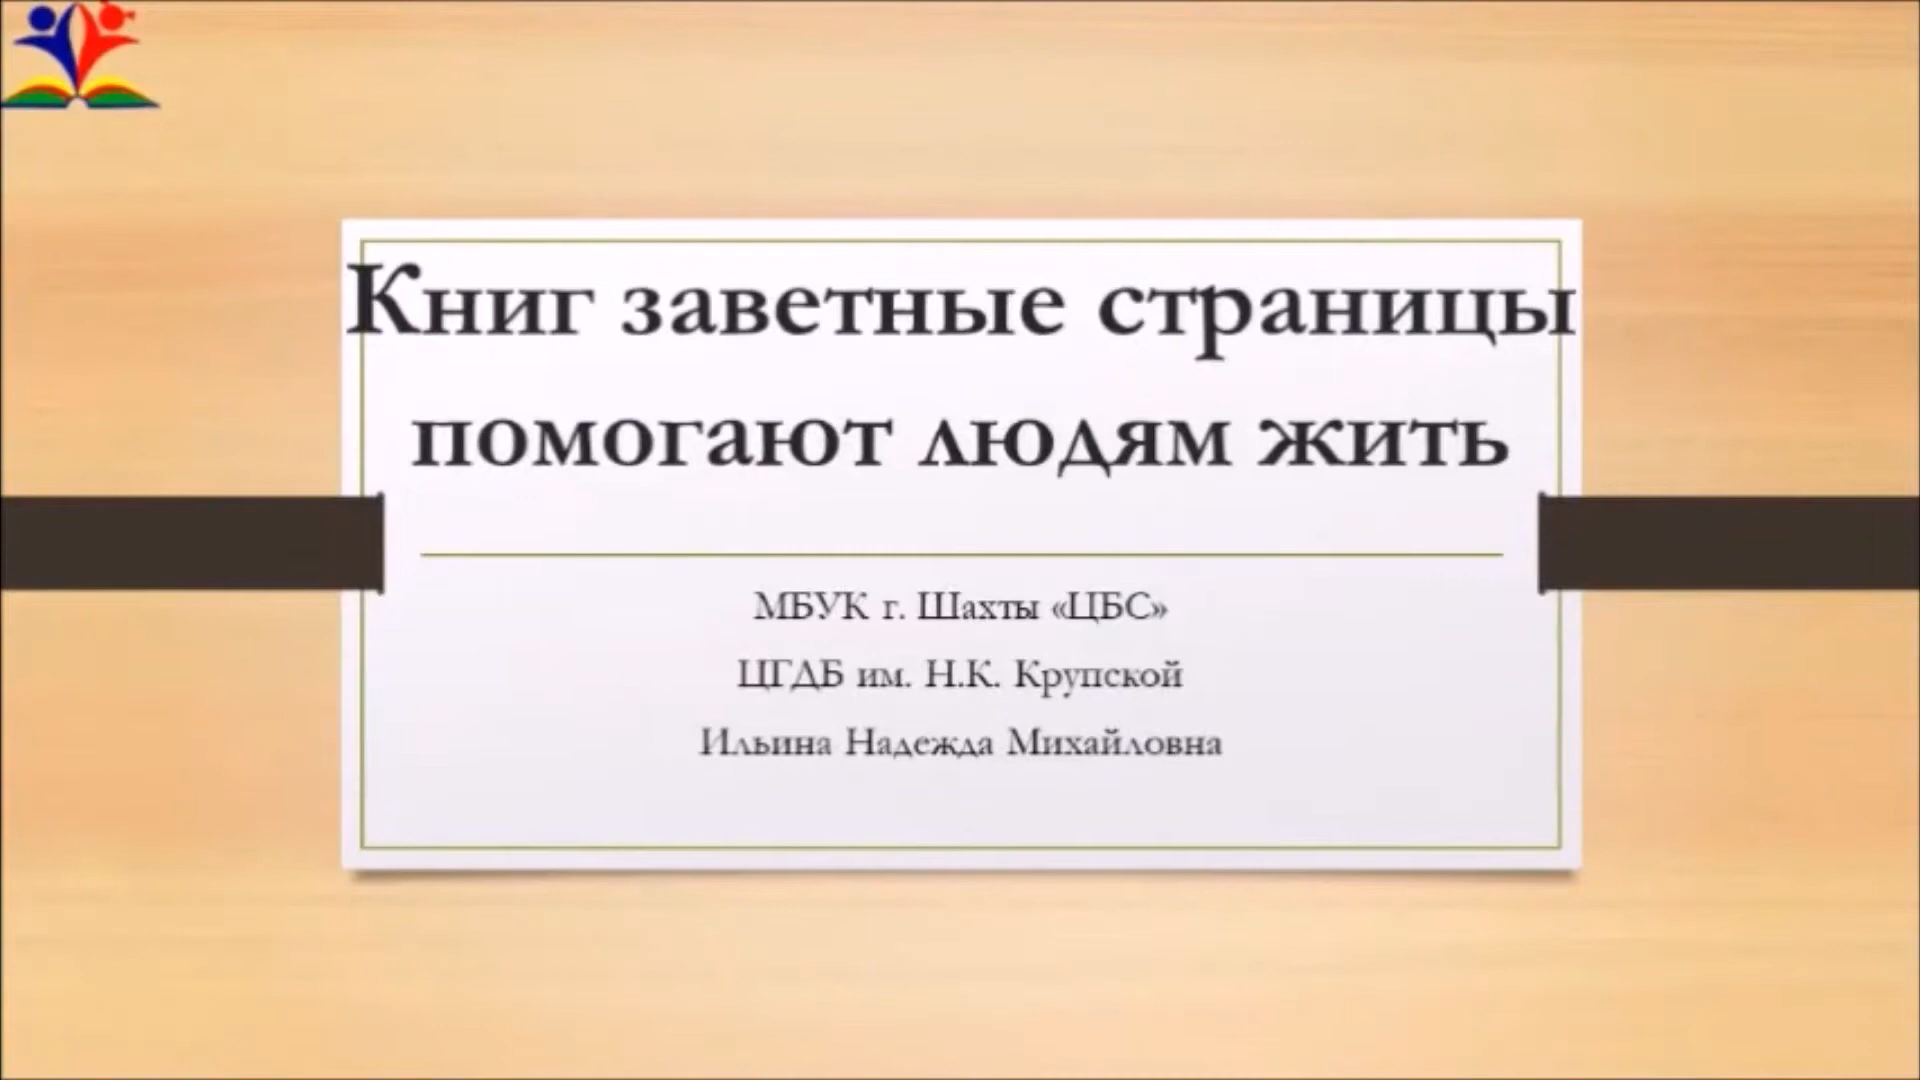 Книг заветные страницы
помогают людям жить
МБУК г. Шахты «ЦБС»
ЦГДБ им. Н.К. Крупской
Ильина Надежда Михайловна